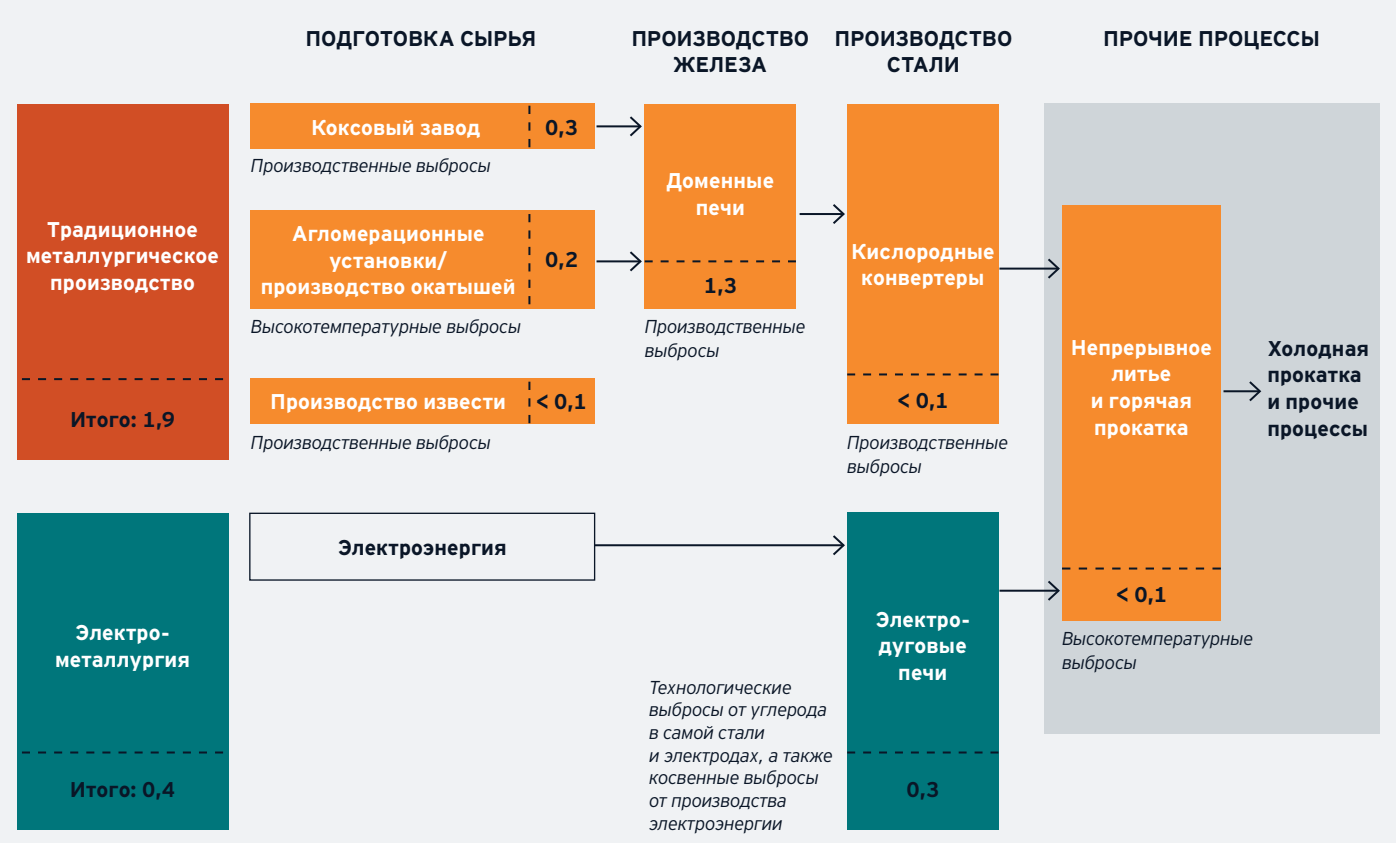 ПОДГОТОВКА СЫРЬЯ
ПРОИЗВОДСТВО
ЖЕЛЕЗА
ПРОИЗВОДСТВО
СТАЛИ
ПРОЧИЕ ПРОЦЕССЫ
Традиционное
металлургическое
производство
Итого: 1,9
Коксовый завод
0,3
Производственные выбросы
Агломерационные
установки/
производство окатышей
0,2
Высокотемпературные выбросы
Производство извести
< 0,1
Производственные выбросы
Доменные
печи
1,3
Производственные
выбросы
Кислородные
конвертеры
< 0,1
Производственные
выбросы
Непрерывное
литье
и горячая
прокатка
< 0,1
Высокотемпературные
выбросы
Холодная
прокатка
и прочие
процессы
Электро-
металлургия
Итого: 0,4
Электроэнергия
Технологические
выбросы от углерода
в самой стали
и электродах, а также
косвенные выбросы
от производства
электроэнергии
Электро-
дуговые
печи
0,3